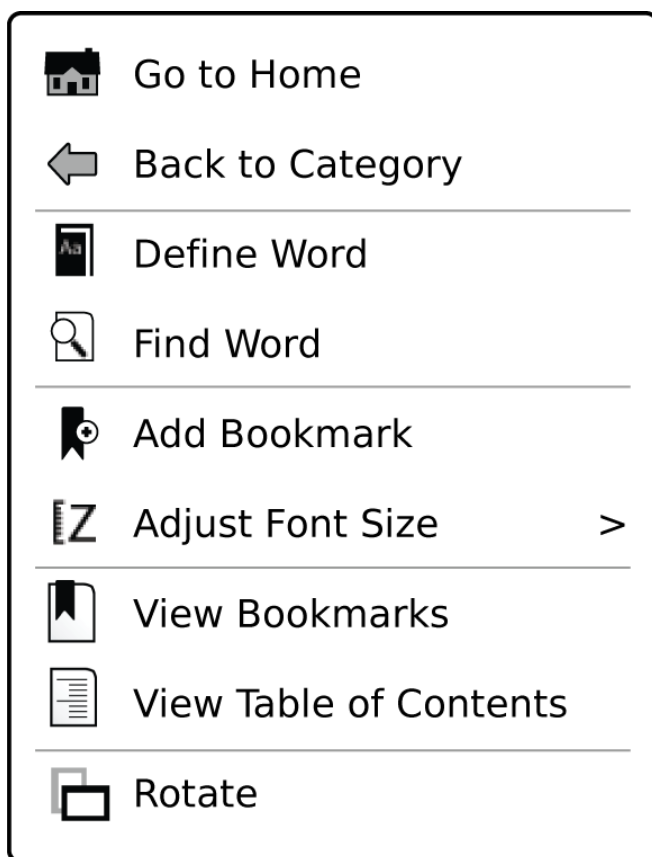 Go to Home
Back to Category
Aa
Define Word
Find Word
Add Bookmark
Z
Adjust Font Size >
View Bookmarks
View Table of Contents
Rotate